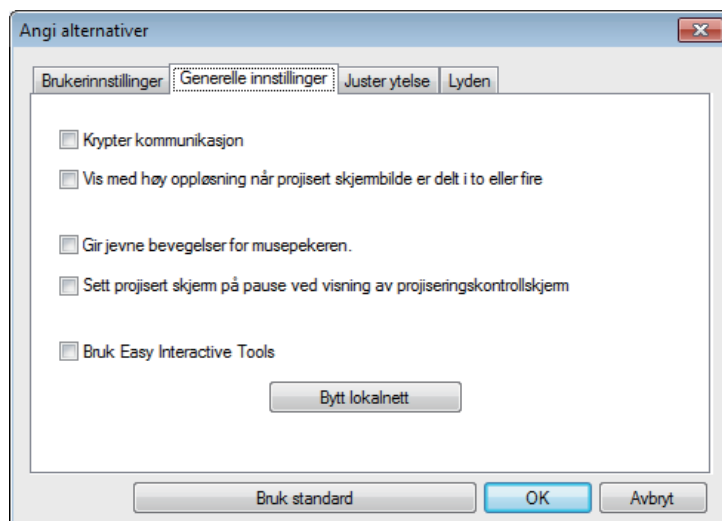 Angi alternativer
Brukerinnstillinger Generelle innstillinger Juster ytelse Lyden
Krypter kommunikasjon
Vis med høy oppløsning når projisert skjembilde er delt i to eller fire
Gir jevne bevegelser for musepekeren.
Sett projisert skjerm på pause ved visning av projiseringskontrollskjerm
Bruk Easy Interactive Tools
Bytt lokalnett
Bruk standard OK Avbryt